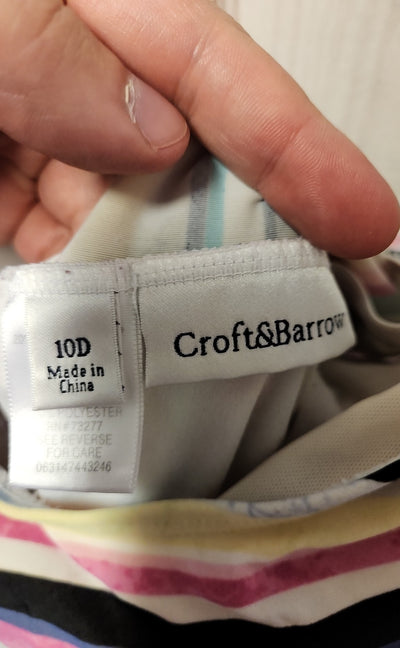 Croft&Barrow
10D
Made in
China
POLYESTER
RN#73277
SEE REVERSE
FOR CARE
063147443246